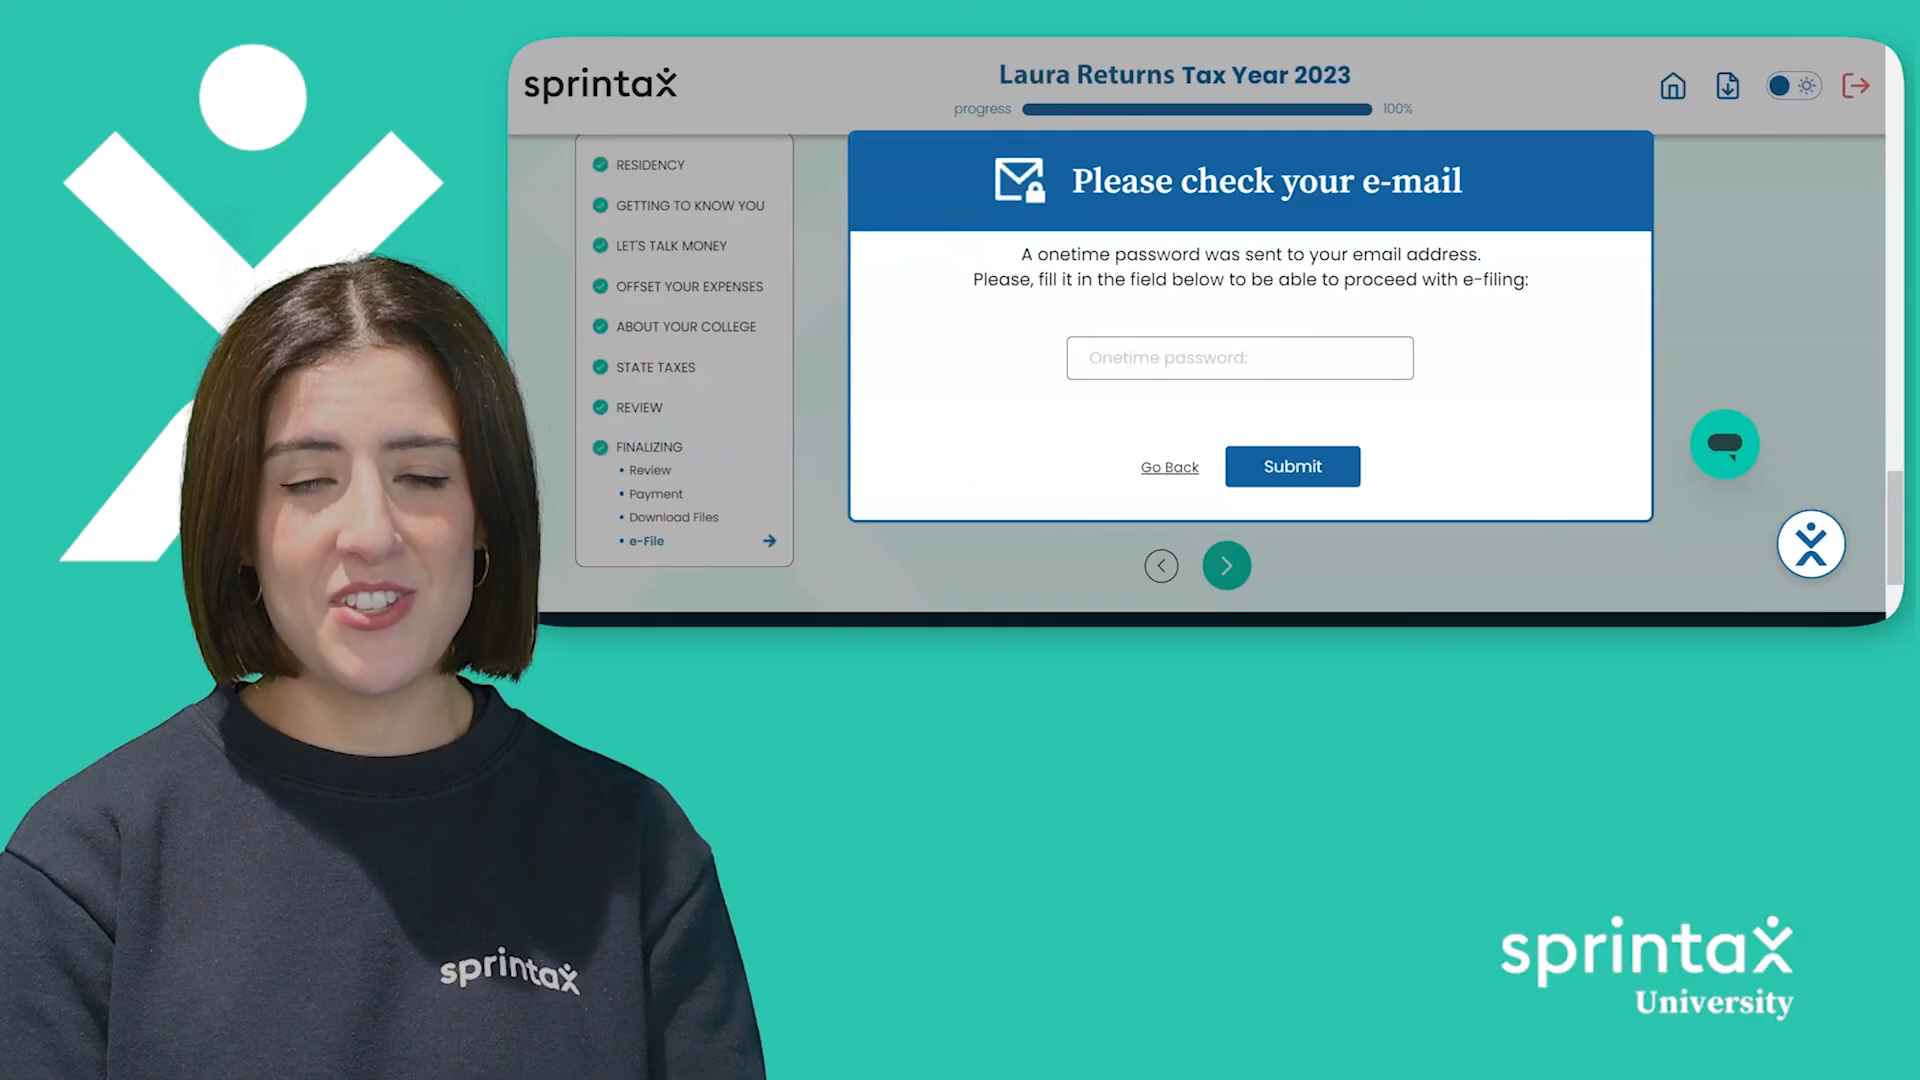 sprintax
Laura Returns Tax Year 2023
progress 100%
RESIDENCY
GETTING TO KNOW YOU
LET'S TALK MONEY
OFFSET YOUR EXPENSES
ABOUT YOUR COLLEGE
STATE TAXES
REVIEW
FINALIZING
• Review
• Payment
• Download Files
• e-File
Please check your e-mail
A onetime password was sent to your email address.
Please, fill it in the field below to be able to proceed with e-filing:
Onetime password:
Go Back Submit
sprintax
sprintax
University